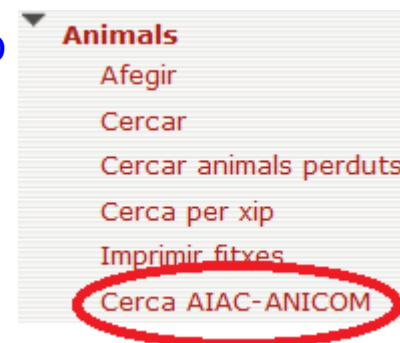 Animals
Afegir
Cercar
Cercar animals perduts
Cerca per xip
Imprimir fitxes
Cerca AIAC-ANICOM